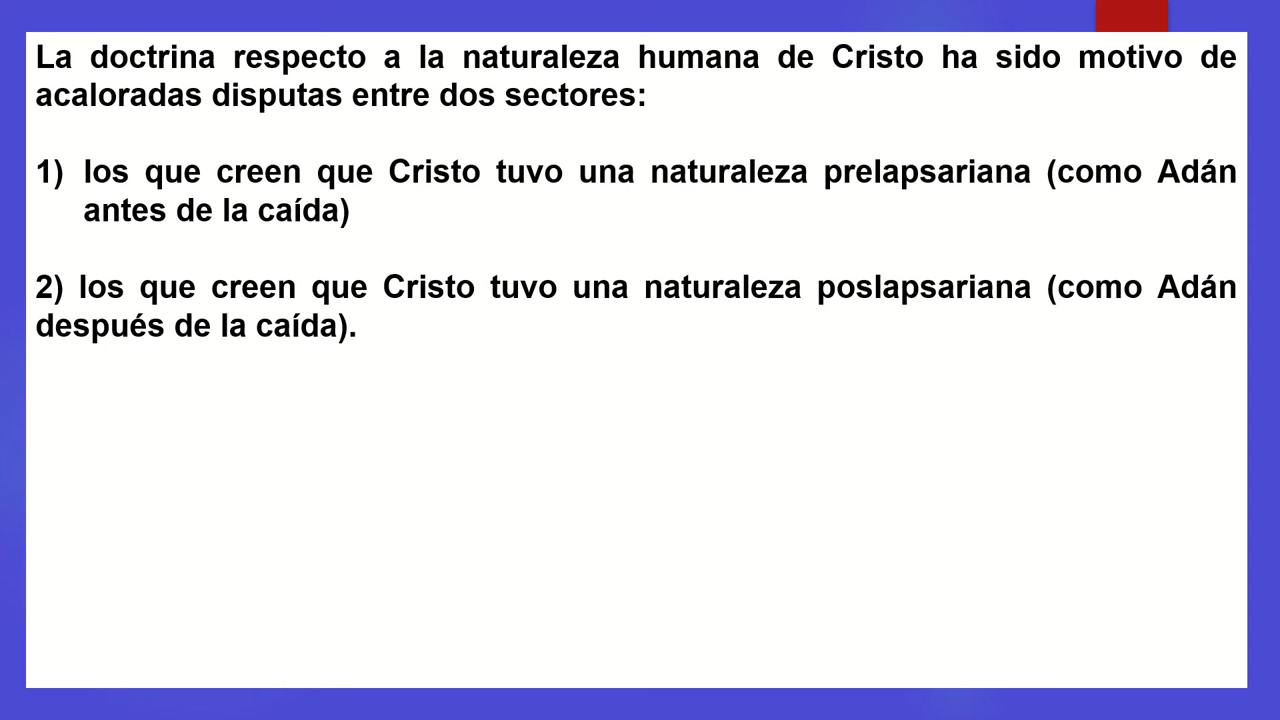 La doctrina respecto a la naturaleza humana de Cristo ha sido motivo de
acaloradas disputas entre dos sectores:
1) los que creen que Cristo tuvo una naturaleza prelapsariana (como Adán
antes de la caída)
2) los que creen que Cristo tuvo una naturaleza poslapsariana (como Adán
después de la caída).